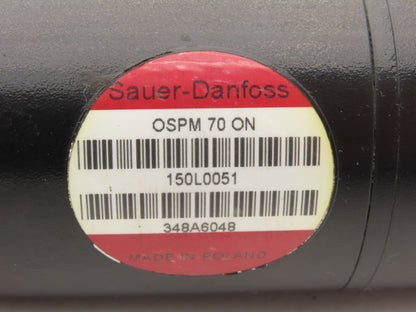 Sauer-Danfoss
OSPM 70 ON
150L0051
348A6048
MADE IN POLAND